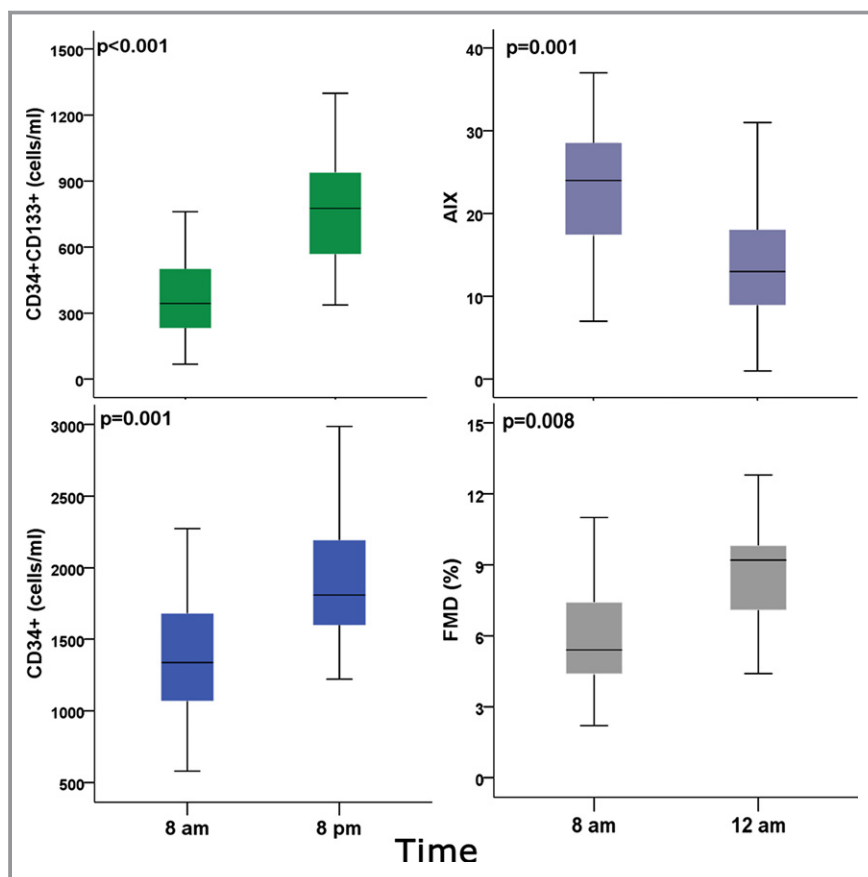 p<0.001
1500
1200
900
600
300
0
CD34+CD133+ (cells/ml)
p=0.001
40
30
20
10
0
AIX
p=0.001
3000
2500
2000
1500
1000
500
CD34+ (cells/ml)
8 am
8 pm
p=0.008
15
12
9
6
3
0
FMD (%)
8 am
12 am
Time